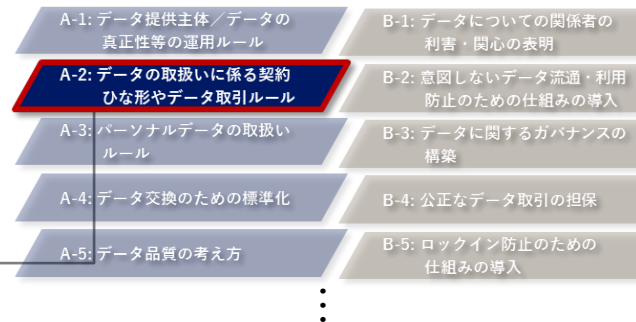 A-1: データ提供主体／データの
真正性等の運用ルール
A-2: データの取扱いに係る契約
ひな形やデータ取引ルール
A-3: パーソナルデータの取扱い
ルール
A-4: データ交換のための標準化
A-5: データ品質の考え方
B-1: データについての関係者の
利害・関心の表明
B-2: 意図しないデータ流通・利用
防止のための仕組みの導入
B-3: データに関するガバナンスの
構築
B-4: 公正なデータ取引の担保
B-5: ロックイン防止のための
仕組みの導入